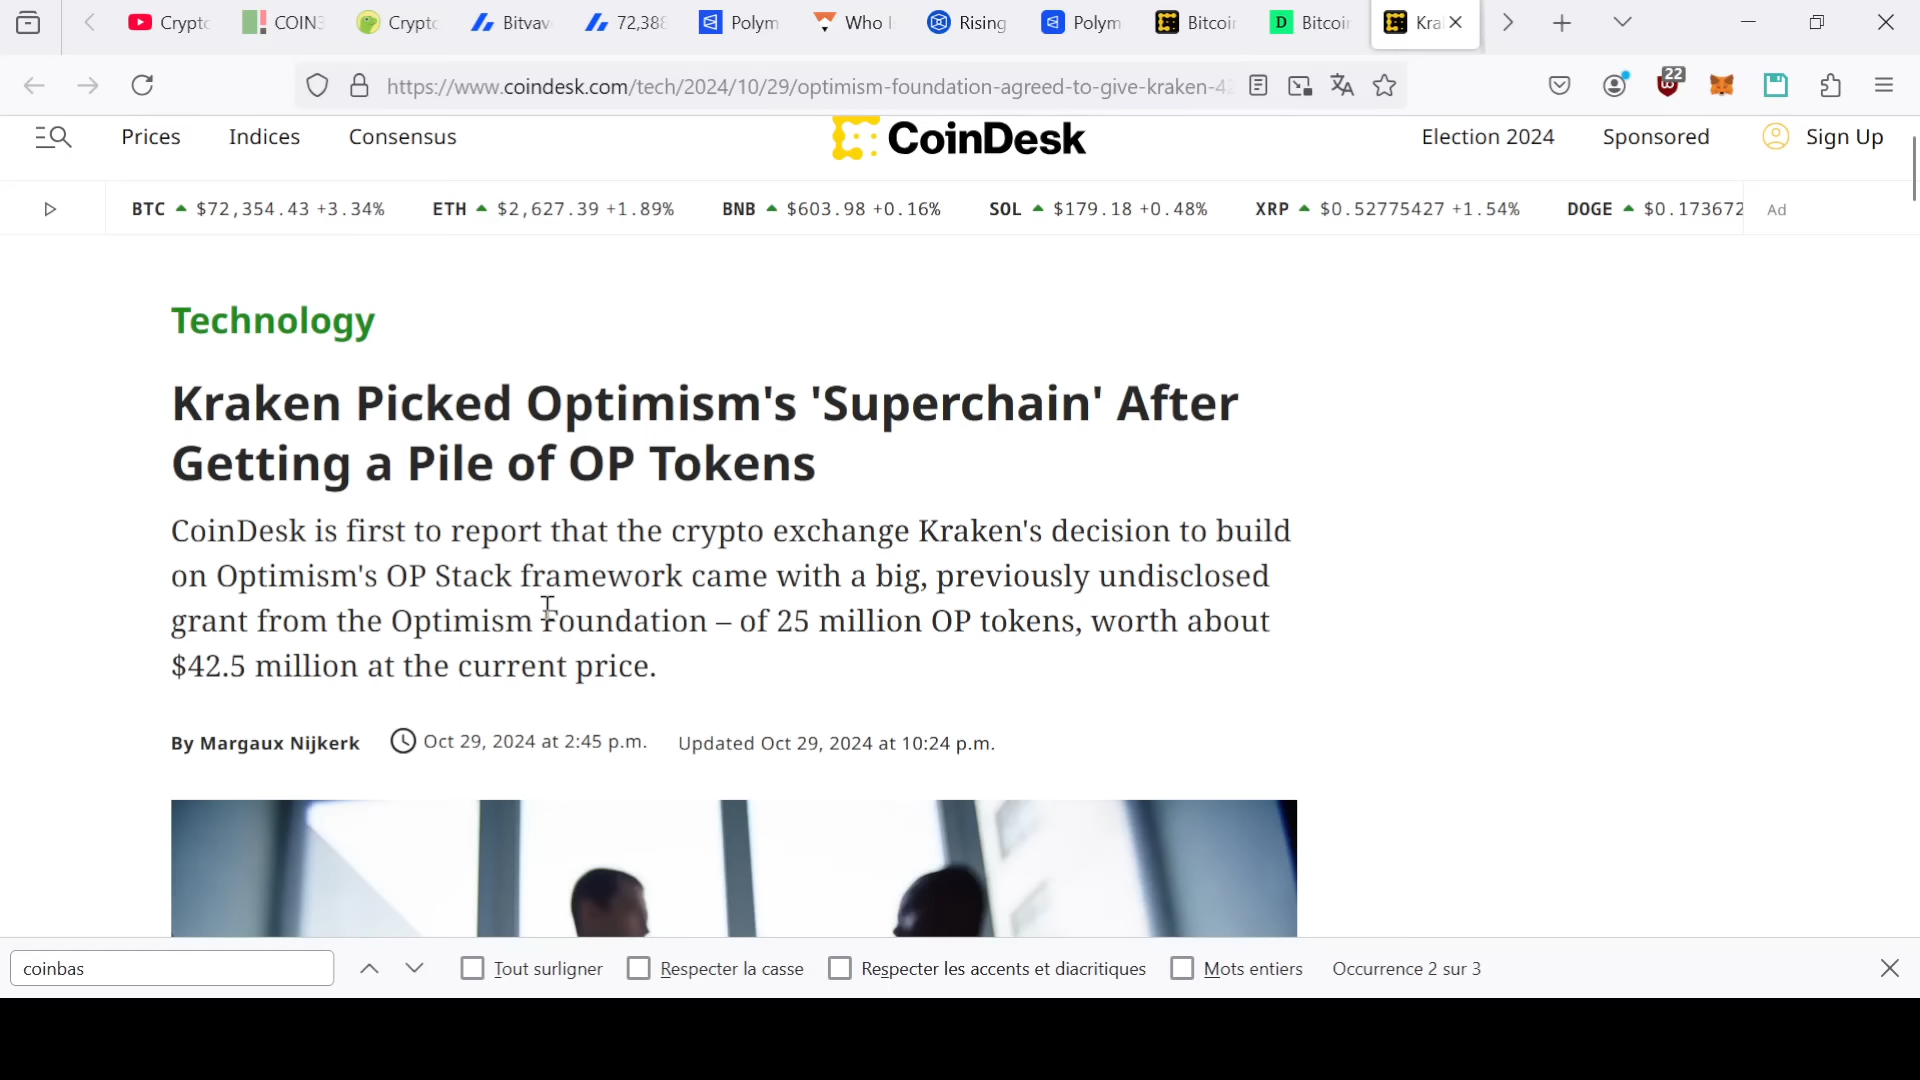 Crypto
COIN3
Crypto
Bitvav
72,388
Polym
Who I
Rising
Polym
Bitcoin
D
Bitcoin
Kra
https://www.coindesk.com/tech/2024/10/29/optimism-foundation-agreed-to-give-kraken-42
22
Prices
Indices
Consensus
CoinDesk
Election 2024
Sponsored
Sign Up
BTC $72,354.43 +3.34%
ETH $2,627.39 +1.89%
BNB $603.98 +0.16%
SOL $179.18 +0.48%
XRP $0.52775427 +1.54%
DOGE $0.173672
Ad
Technology
Kraken Picked Optimism's 'Superchain' After
Getting a Pile of OP Tokens
CoinDesk is first to report that the crypto exchange Kraken's decision to build
on Optimism's OP Stack framework came with a big, previously undisclosed
grant from the Optimism Foundation – of 25 million OP tokens, worth about
$42.5 million at the current price.
By Margaux Nijkerk
Oct 29, 2024 at 2:45 p.m.
Updated Oct 29, 2024 at 10:24 p.m.
coinbas
Tout surligner
Respecter la casse
Respecter les accents et diacritiques
Mots entiers
Occurrence 2 sur 3